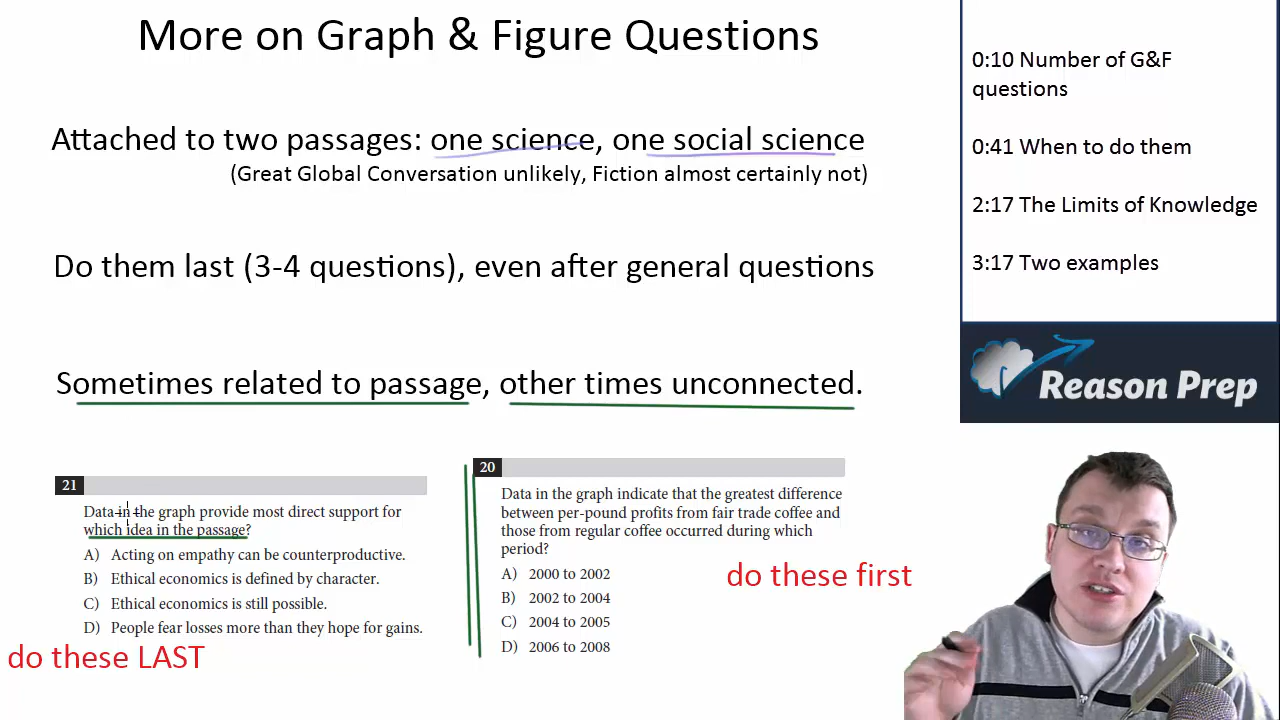 More on Graph & Figure Questions
Attached to two passages: one science, one social science
(Great Global Conversation unlikely, Fiction almost certainly not)
Do them last (3-4 questions), even after general questions
Sometimes related to passage, other times unconnected.
21
Data in the graph provide most direct support for
which idea in the passage?
A) Acting on empathy can be counterproductive.
B) Ethical economics is defined by character.
C) Ethical economics is still possible.
D) People fear losses more than they hope for gains.
do these LAST
20
Data in the graph indicate that the greatest difference
between per-pound profits from fair trade coffee and
those from regular coffee occurred during which
period?
A) 2000 to 2002
B) 2002 to 2004
C) 2004 to 2005
D) 2006 to 2008
do these first
0:10 Number of G&F
questions
0:41 When to do them
2:17 The Limits of Knowledge
3:17 Two examples
Reason Prep